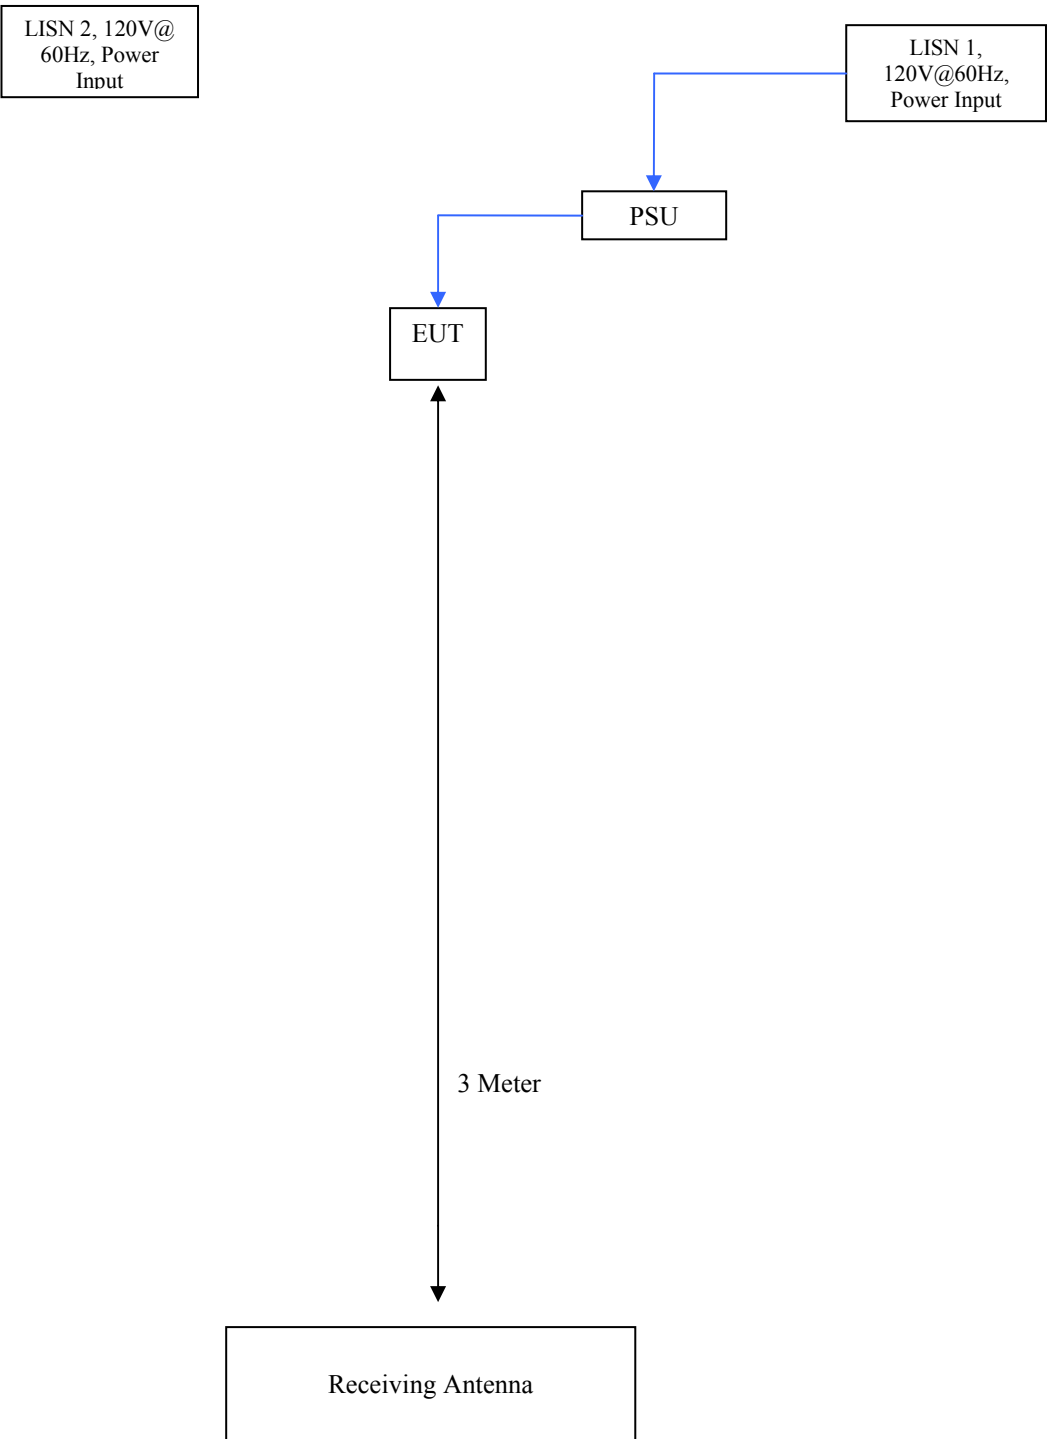 LISN 2, 120V@
60Hz, Power
Input
LISN 1,
120V@60Hz,
Power Input
PSU
EUT
3 Meter
Receiving Antenna